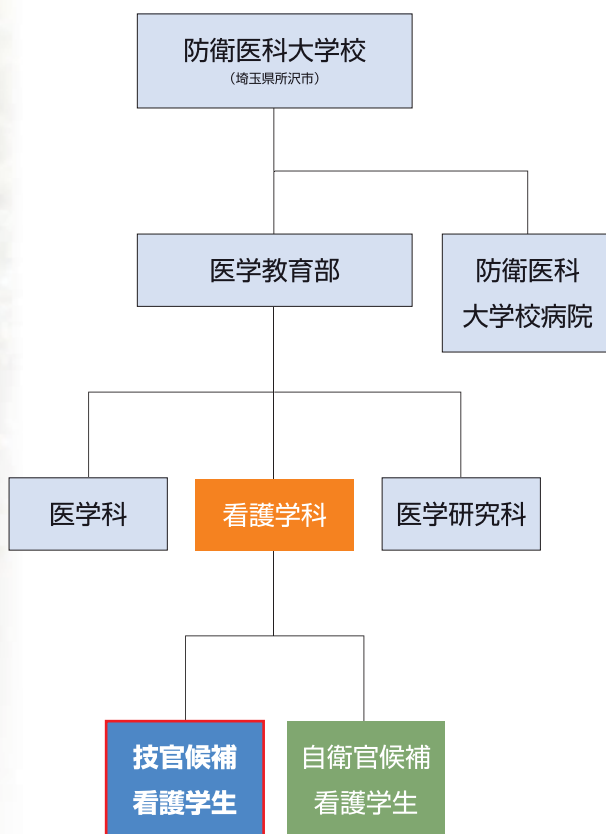 防衛医科大学校
（埼玉県所沢市）
医学教育部
防衛医科
大学校病院
医学科
看護学科
医学研究科
技官候補
看護学生
自衛官候補
看護学生